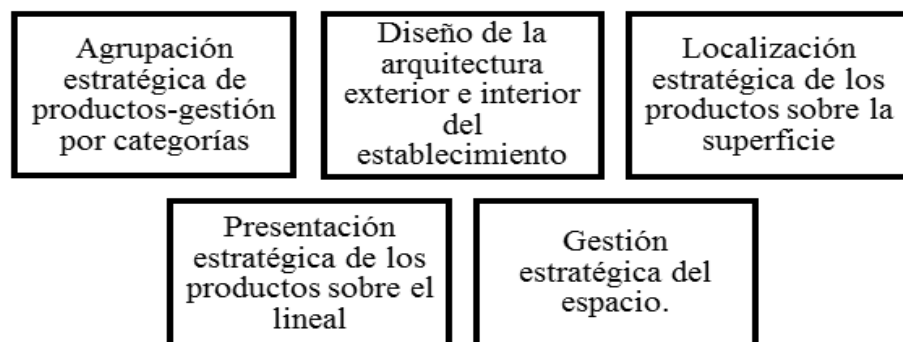 Agrupación
estratégica de
productos-gestión
por categorías
Diseño de la
arquitectura
exterior e interior
del
establecimiento
Localización
estratégica de los
productos sobre la
superficie
Presentación
estratégica de los
productos sobre el
lineal
Gestión
estratégica del
espacio.